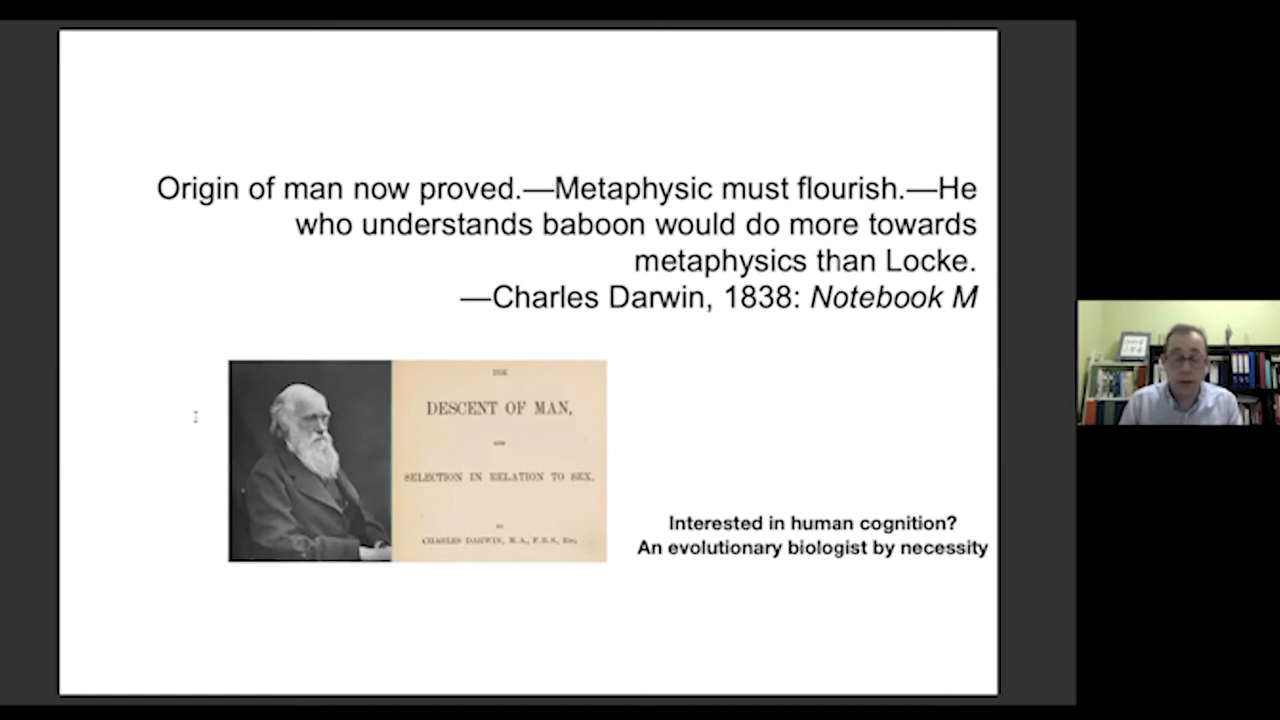 Origin of man now proved.—Metaphysic must flourish.—He
who understands baboon would do more towards
metaphysics than Locke.
—Charles Darwin, 1838: Notebook M
THE
DESCENT OF MAN,
AND
SELECTION IN RELATION TO SEX.
BY
CHARLES DARWIN, M.A., F.R.S., Etc.
Interested in human cognition?
An evolutionary biologist by necessity